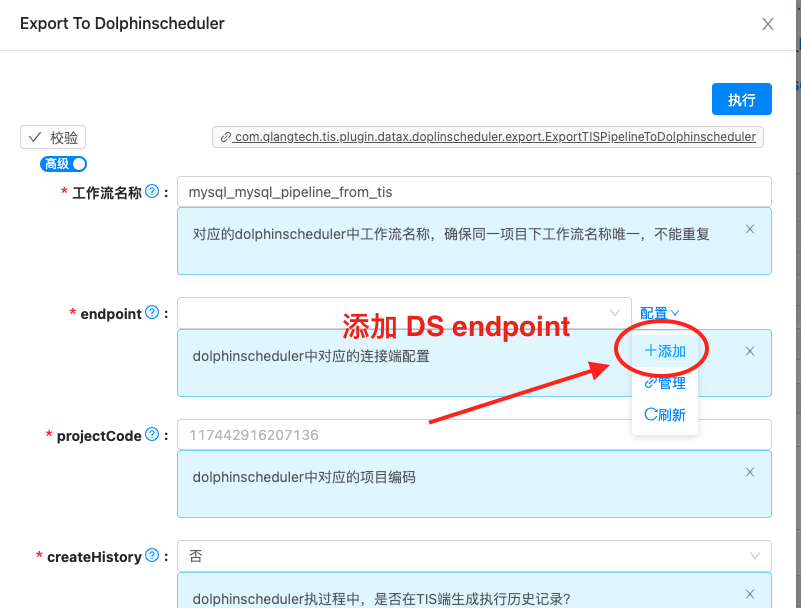 Export To Dolphinscheduler
执行
校验
com.qlangtech.tis.plugin.datax.doplinscheduler.export.ExportTISPipelineToDolphinscheduler
高级
* 工作流名称 ? :
mysql_mysql_pipeline_from_tis
对应的dolphinscheduler中工作流名称，确保同一项目下工作流名称唯一，不能重复
* endpoint ? :
配置
添加 DS endpoint
dolphinscheduler中对应的连接端配置
添加
管理
刷新
* projectCode ? :
117442916207136
dolphinscheduler中对应的项目编码
* createHistory ? :
否
dolphinscheduler执过程中，是否在TIS端生成执行历史记录?